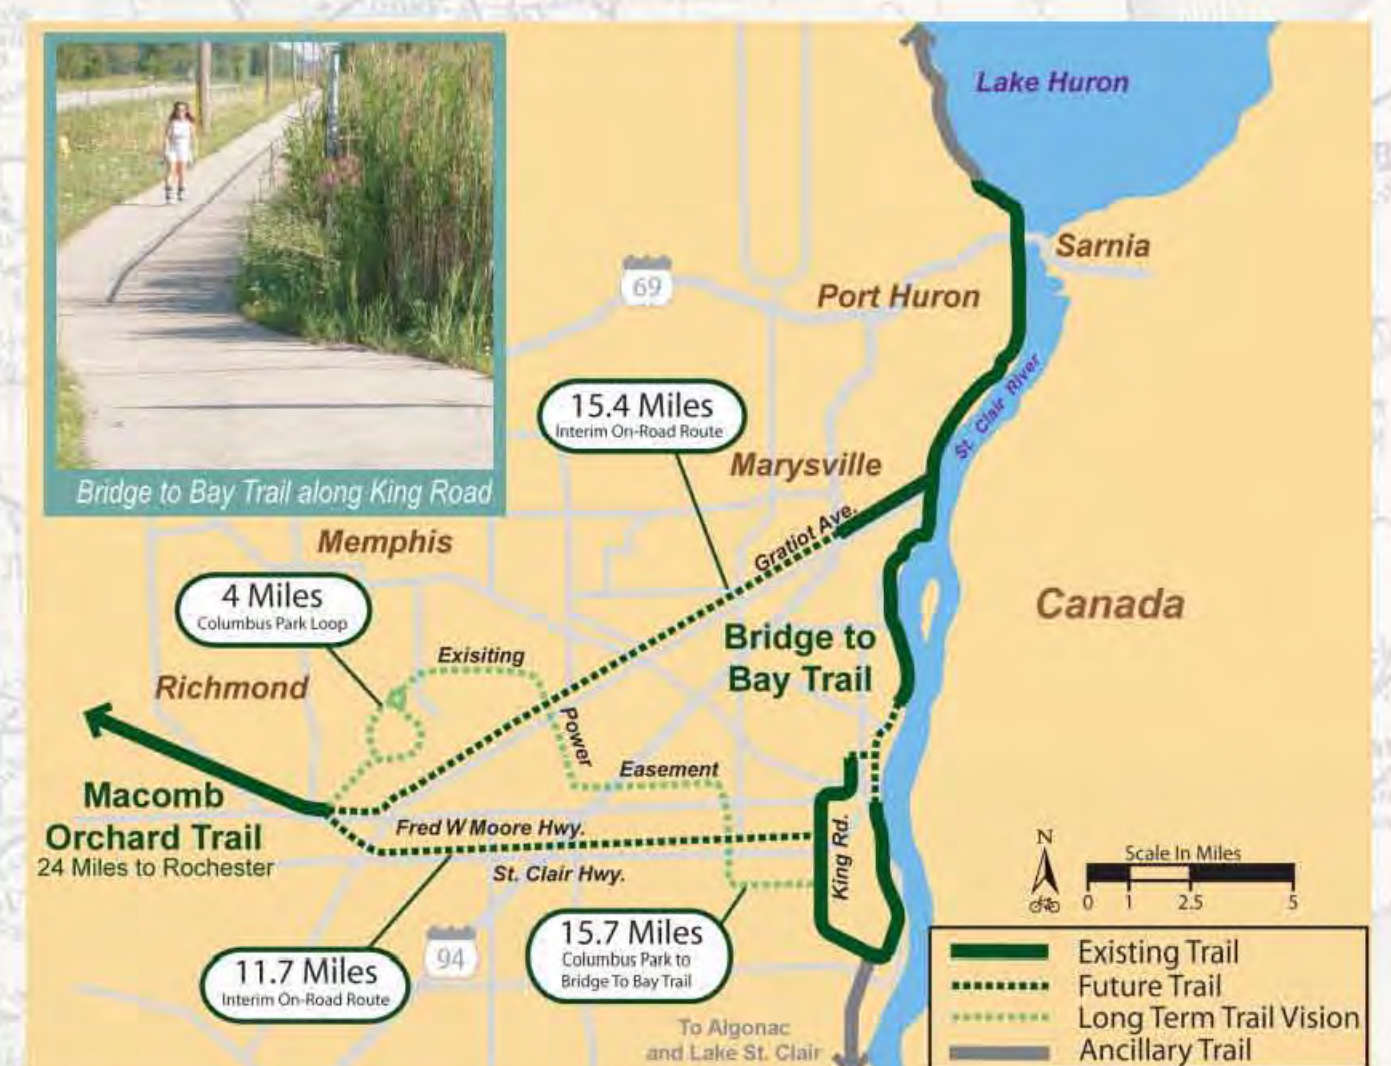 Lake Huron
Sarnia
69
Port Huron
15.4 Miles
Interim On-Road Route
St. Clair River
Marysville
Bridge to Bay Trail along King Road
Gratiot Ave.
Memphis
4 Miles
Columbus Park Loop
Canada
Bridge to
Bay Trail
Exisiting
Richmond
Power
Easement
Macomb
Orchard Trail
24 Miles to Rochester
Fred W Moore Hwy.
St. Clair Hwy.
King Rd.
N
Scale In Miles
0 1 2.5 5
15.7 Miles
Columbus Park to
Bridge To Bay Trail
94
11.7 Miles
Interim On-Road Route
To Algonac
and Lake St. Clair
Existing Trail
Future Trail
Long Term Trail Vision
Ancillary Trail